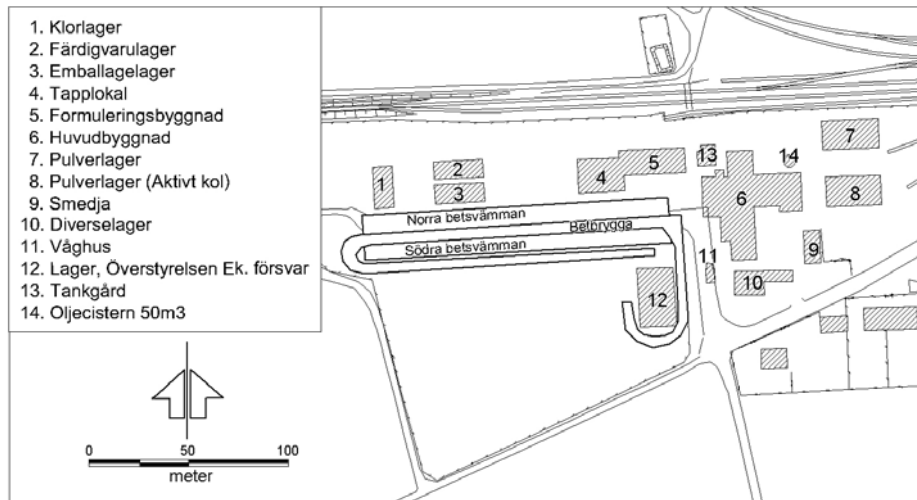 1. Klorlager
2. Färdigvarulager
3. Emballagelager
4. Tapplokal
5. Formuleringsbyggnad
6. Huvudbyggnad
7. Pulverlager
8. Pulverlager (Aktivt kol)
9. Smedja
10. Diverselager
11. Våghus
12. Lager, Överstyrelsen Ek. försvar
13. Tankgård
14. Oljecistern 50m3
7
2
5
13
14
4
1
3
6
8
Norra betsvämman
Betbrygga
Södra betsvämman
9
11
10
12
0 50 100
meter